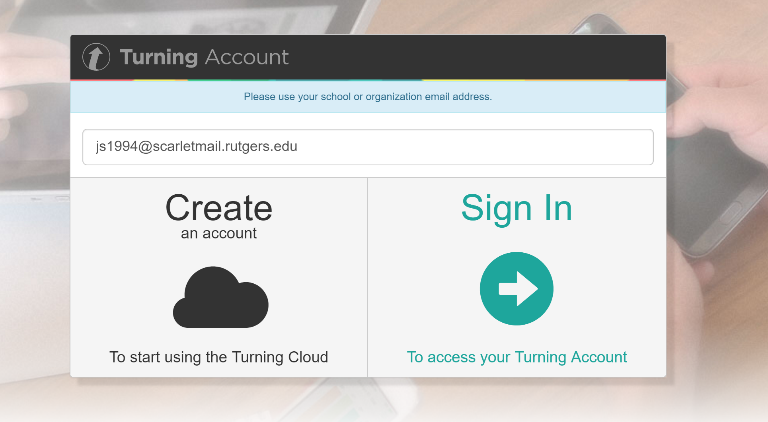 Turning Account
Please use your school or organization email address.
js1994@scarletmail.rutgers.edu
Create
an account
To start using the Turning Cloud
Sign In
To access your Turning Account